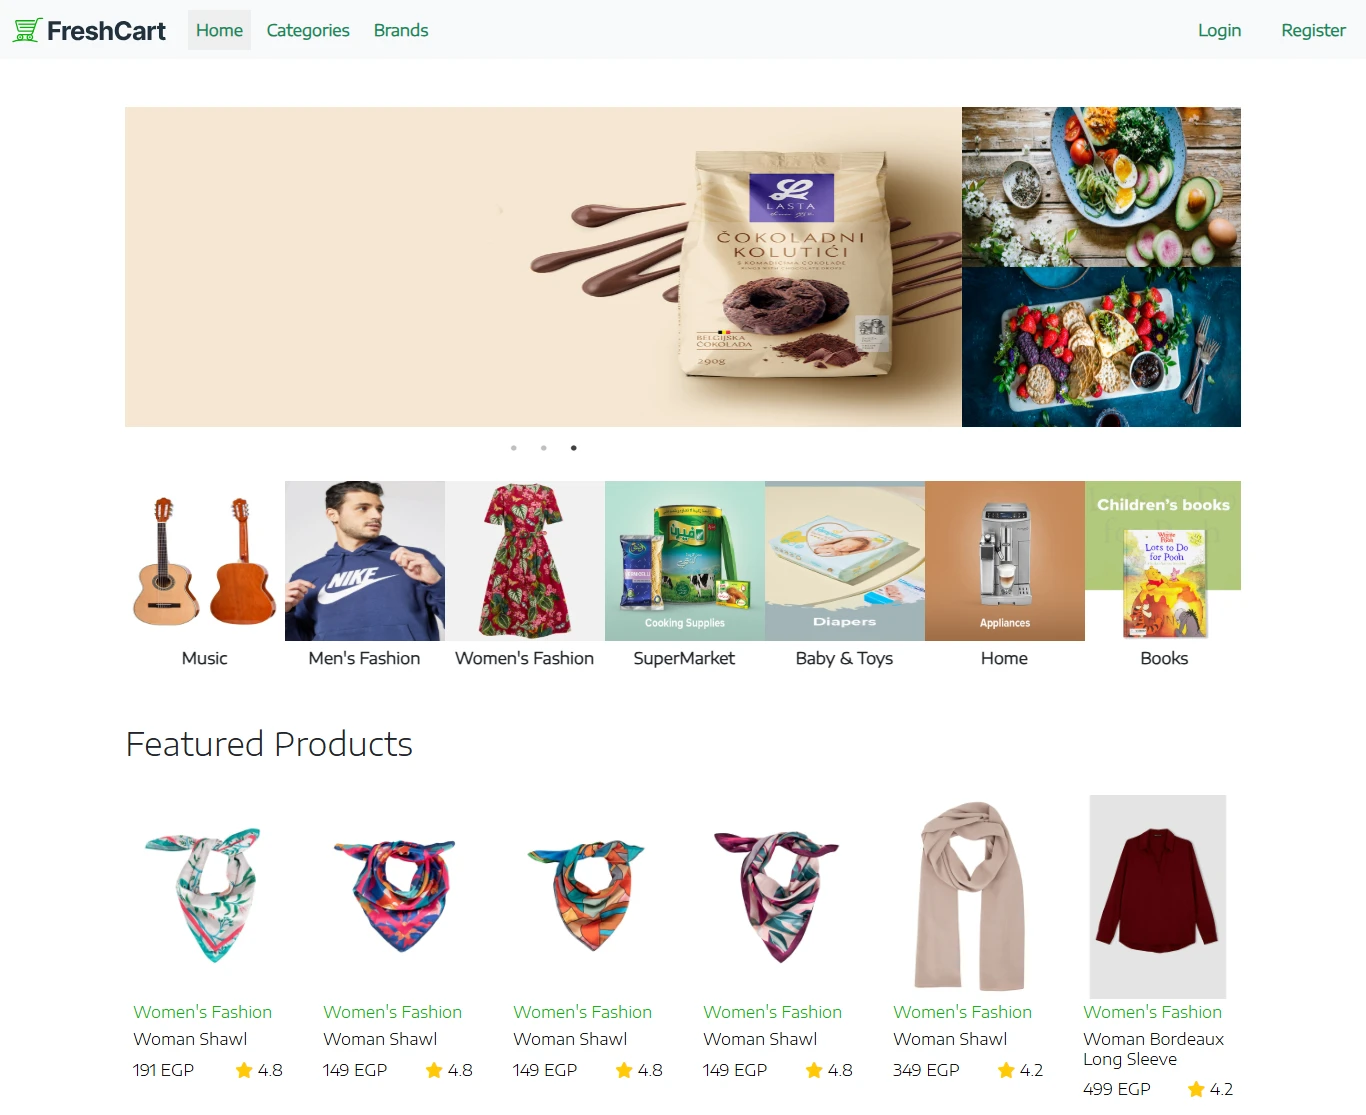 FreshCart
Home
Categories
Brands
Login
Register
LASTA
ČOKOLADNI
KOLUTIĆI
S KOMADIĆIMA ČOKOLADE
BELGIJSKA
ČOKOLADA
290g
NIKE
Cooking Supplies
Diapers
Appliances
Children's books
Winnie the Pooh
Lots to Do
for Pooh
Music
Men's Fashion
Women's Fashion
SuperMarket
Baby & Toys
Home
Books
Featured Products
Women's Fashion
Woman Shawl
191 EGP
4.8
Women's Fashion
Woman Shawl
149 EGP
4.8
Women's Fashion
Woman Shawl
149 EGP
4.8
Women's Fashion
Woman Shawl
149 EGP
4.8
Women's Fashion
Woman Shawl
349 EGP
4.2
Women's Fashion
Woman Bordeaux
Long Sleeve
499 EGP
4.2